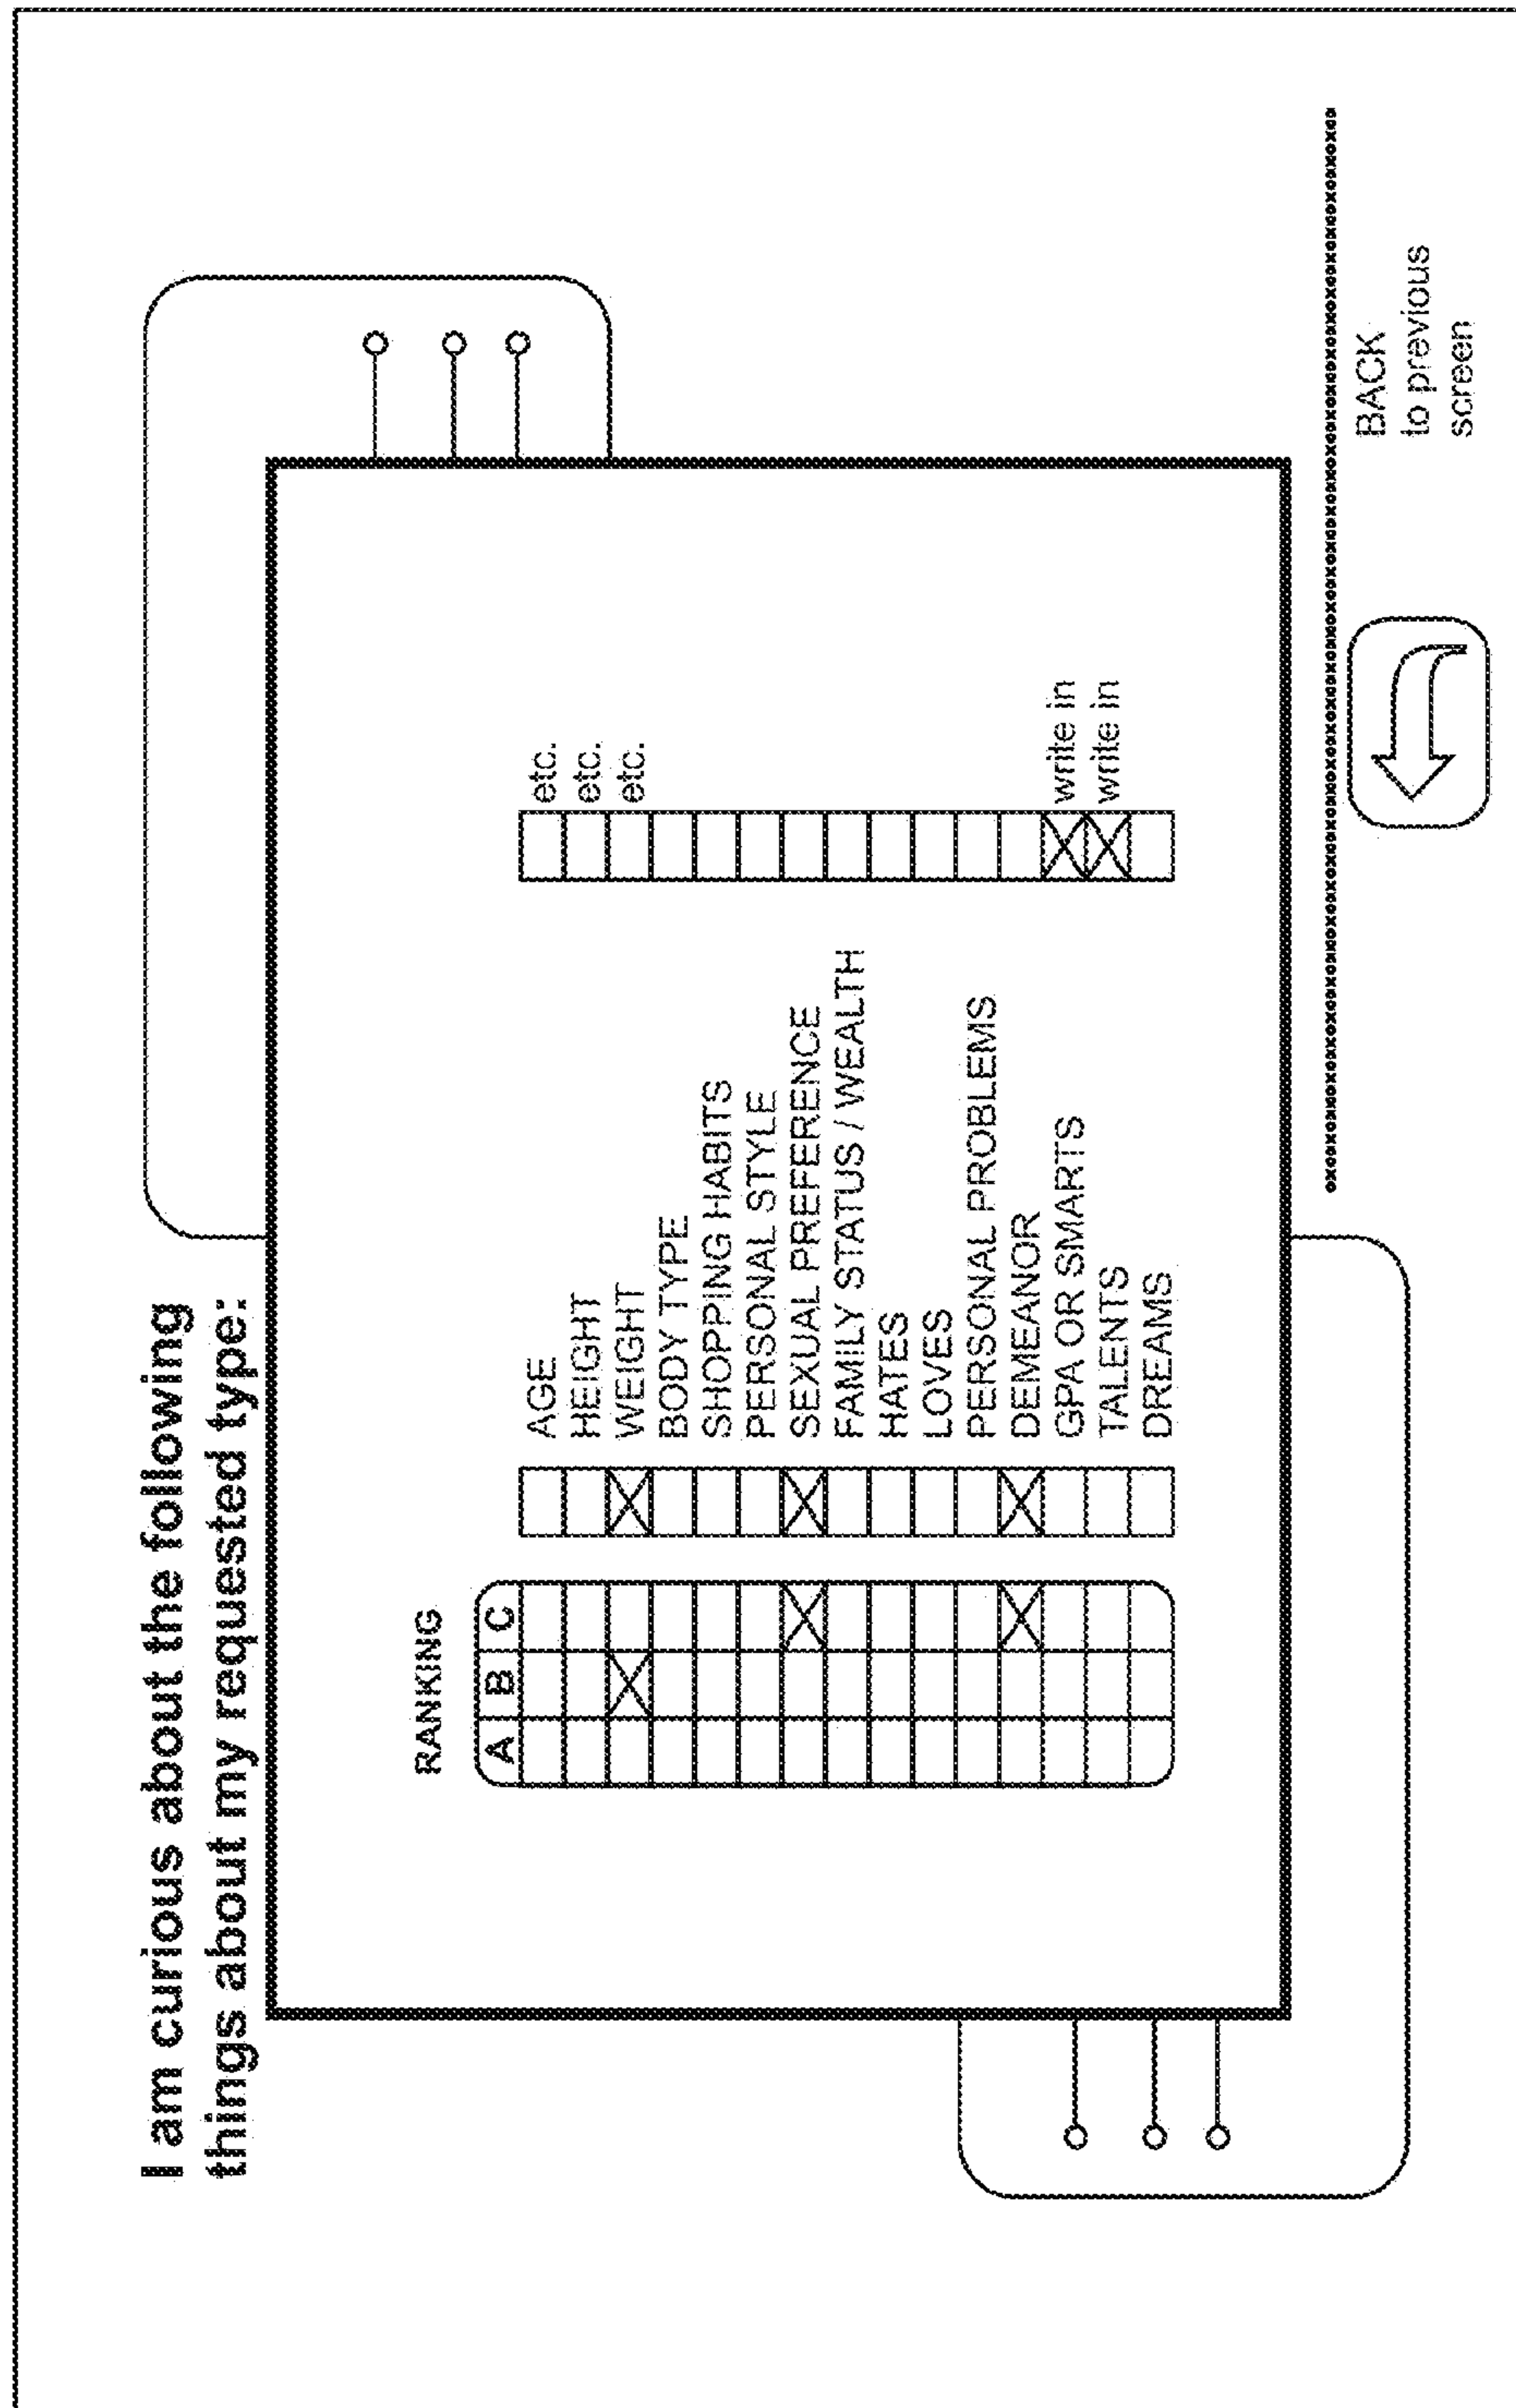 I am curious about the following
things about my requested type:
RANKING
A B C
AGE
HEIGHT
WEIGHT
BODY TYPE
SHOPPING HABITS
PERSONAL STYLE
SEXUAL PREFERENCE
FAMILY STATUS / WEALTH
HATES
LOVES
PERSONAL PROBLEMS
DEMEANOR
GPA OR SMARTS
TALENTS
DREAMS
etc.
etc.
etc.
write in
write in
BACK
to previous
screen